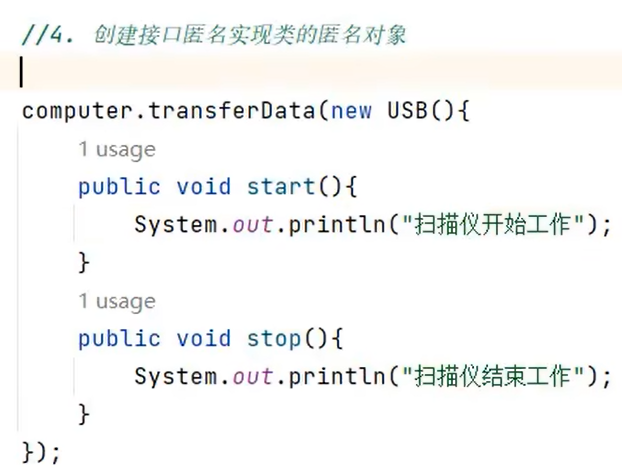 //4. 创建接口匿名实现类的匿名对象
computer.transferData(new USB(){
1 usage
public void start(){
System.out.println("扫描仪开始工作");
}
1 usage
public void stop(){
System.out.println("扫描仪结束工作");
}
});